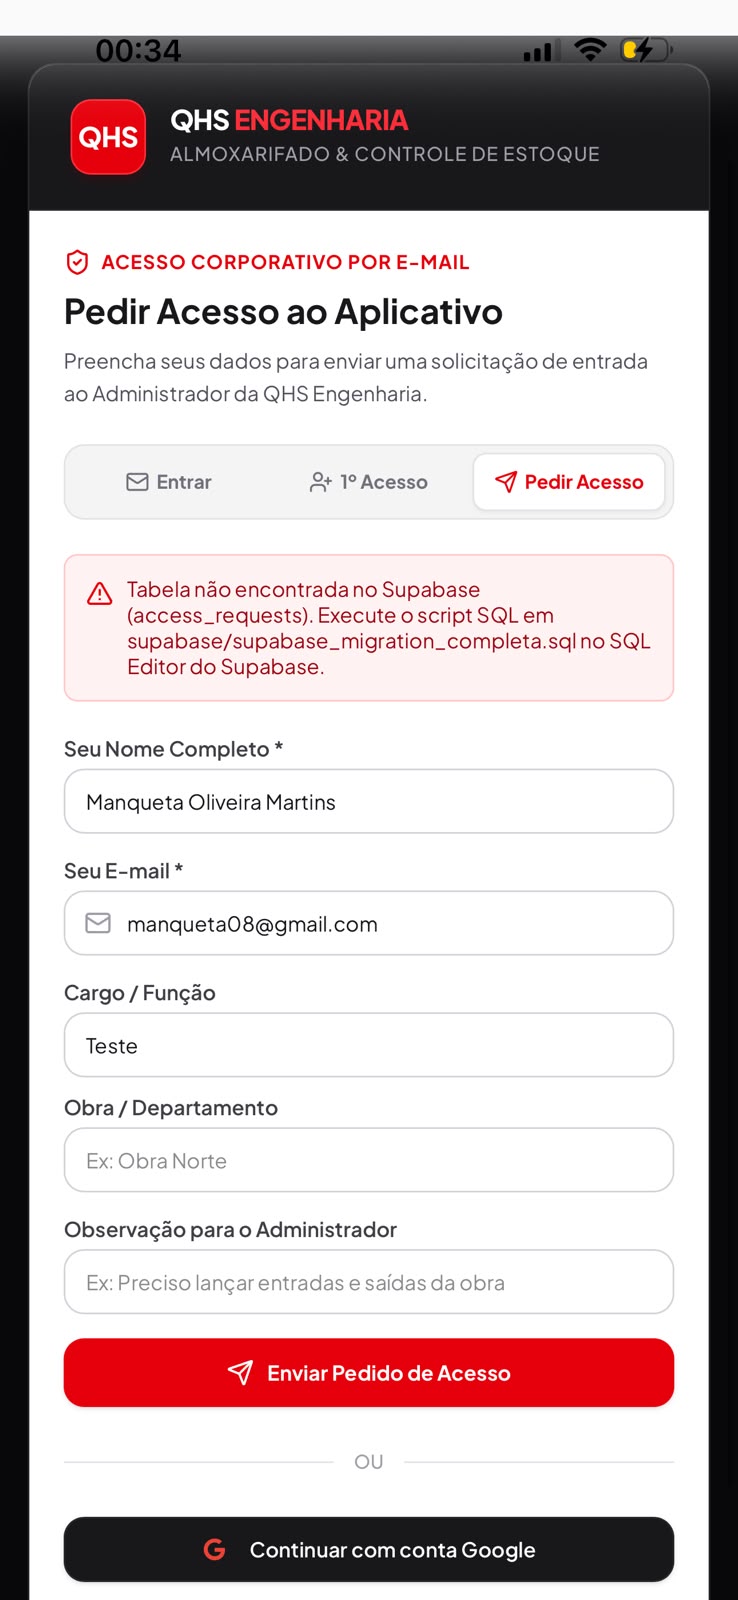 00:34
QHS
QHS ENGENHARIA
ALMOXARIFADO & CONTROLE DE ESTOQUE
ACESSO CORPORATIVO POR E-MAIL
Pedir Acesso ao Aplicativo
Preencha seus dados para enviar uma solicitação de entrada
ao Administrador da QHS Engenharia.
Entrar
1º Acesso
Pedir Acesso
Tabela não encontrada no Supabase
(access_requests). Execute o script SQL em
supabase/supabase_migration_completa.sql no SQL
Editor do Supabase.
Seu Nome Completo *
Manqueta Oliveira Martins
Seu E-mail *
manqueta08@gmail.com
Cargo / Função
Teste
Obra / Departamento
Ex: Obra Norte
Observação para o Administrador
Ex: Preciso lançar entradas e saídas da obra
Enviar Pedido de Acesso
OU
G Continuar com conta Google